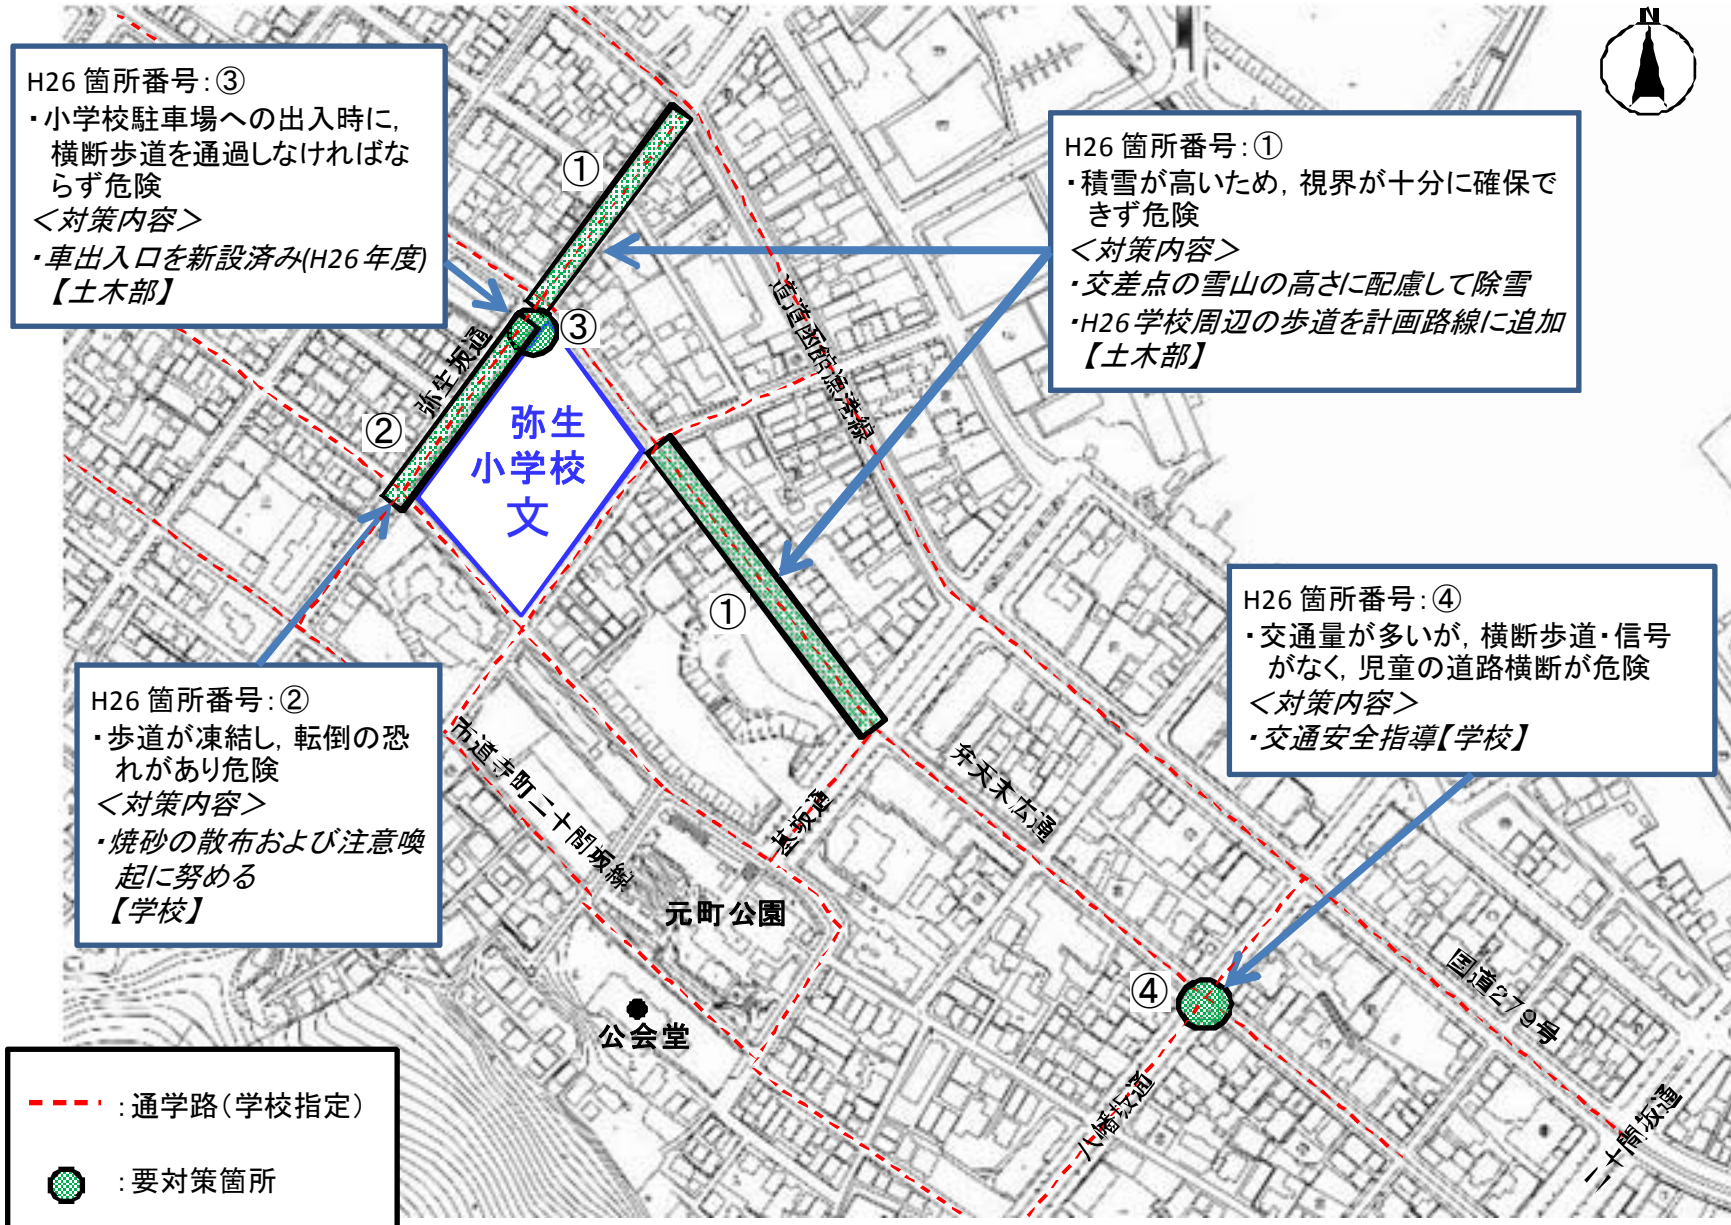 N
H26 箇所番号：③
・小学校駐車場への出入時に，
横断歩道を通過しなければな
らず危険
＜対策内容＞
・車出入口を新設済み(H26年度)
【土木部】
H26 箇所番号：①
・積雪が高いため，視界が十分に確保で
きず危険
＜対策内容＞
・交差点の雪山の高さに配慮して除雪
・H26学校周辺の歩道を計画路線に追加
【土木部】
①
③
②
①
④
弥生坂通
道道函館漁港線
弥生
小学校
文
H26 箇所番号：④
・交通量が多いが，横断歩道・信号
がなく，児童の道路横断が危険
＜対策内容＞
・交通安全指導【学校】
H26 箇所番号：②
・歩道が凍結し，転倒の恐
れがあり危険
＜対策内容＞
・焼砂の散布および注意喚
起に努める
【学校】
市道寺町二十間坂線
基坂通
弁天末広通
元町公園
公会堂
国道279号
八幡坂通
二十間坂通
：通学路（学校指定）
：要対策箇所